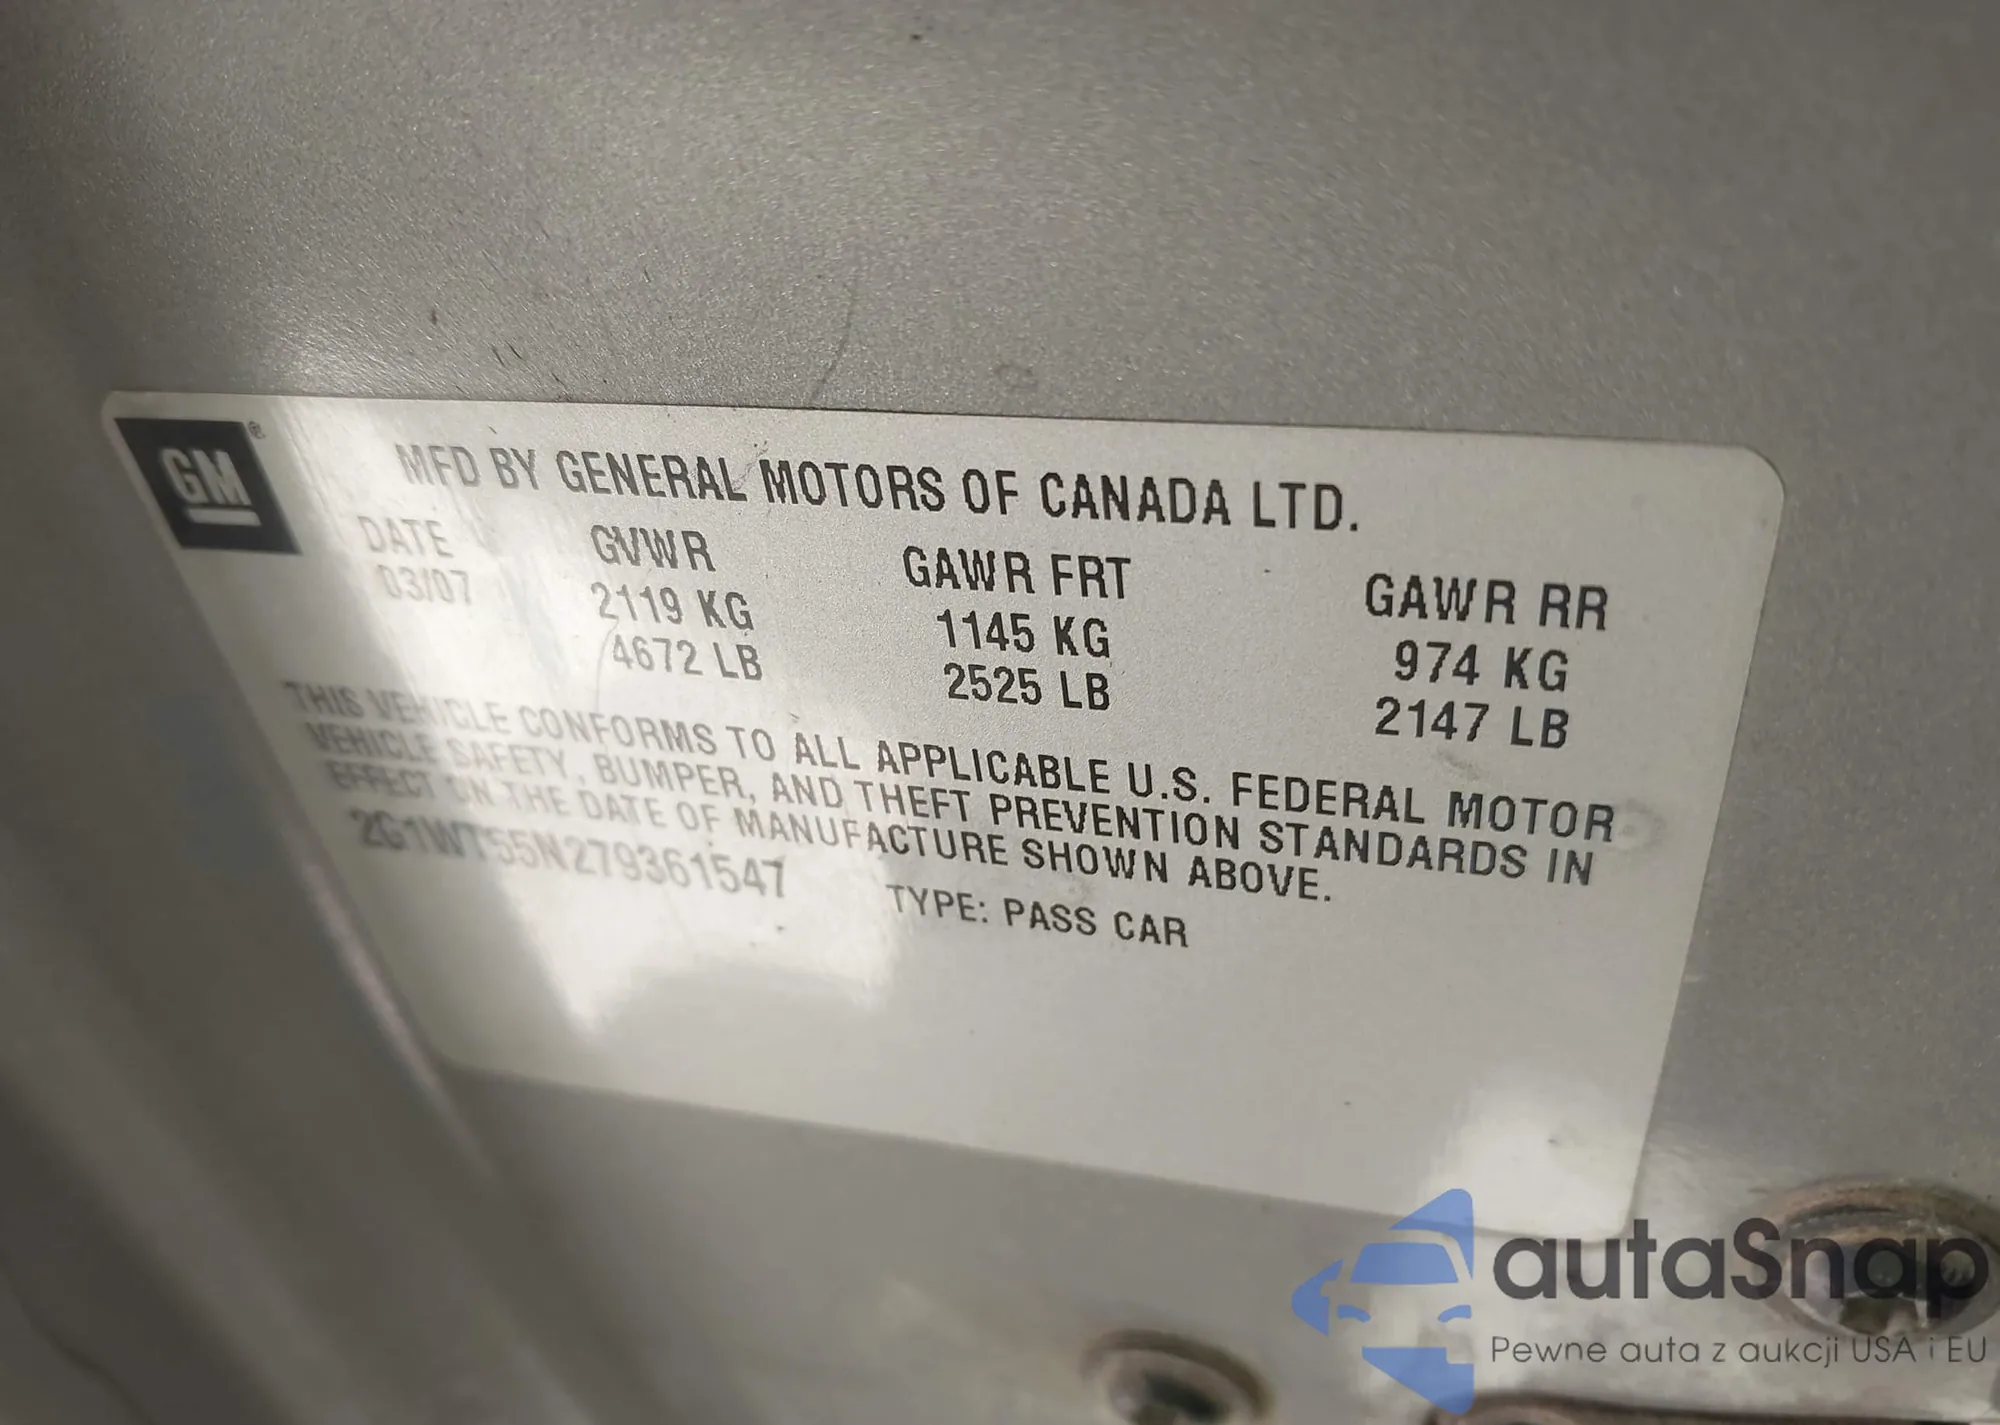 GM®
MFD BY GENERAL MOTORS OF CANADA LTD.
DATE GVWR GAWR FRT GAWR RR
03/07 2119 KG 1145 KG 974 KG
4672 LB 2525 LB 2147 LB
THIS VEHICLE CONFORMS TO ALL APPLICABLE U.S. FEDERAL MOTOR
VEHICLE SAFETY, BUMPER, AND THEFT PREVENTION STANDARDS IN
EFFECT ON THE DATE OF MANUFACTURE SHOWN ABOVE.
2G1WT55N279361547 TYPE: PASS CAR
autaSnap
Pewne auta z aukcji USA i EU